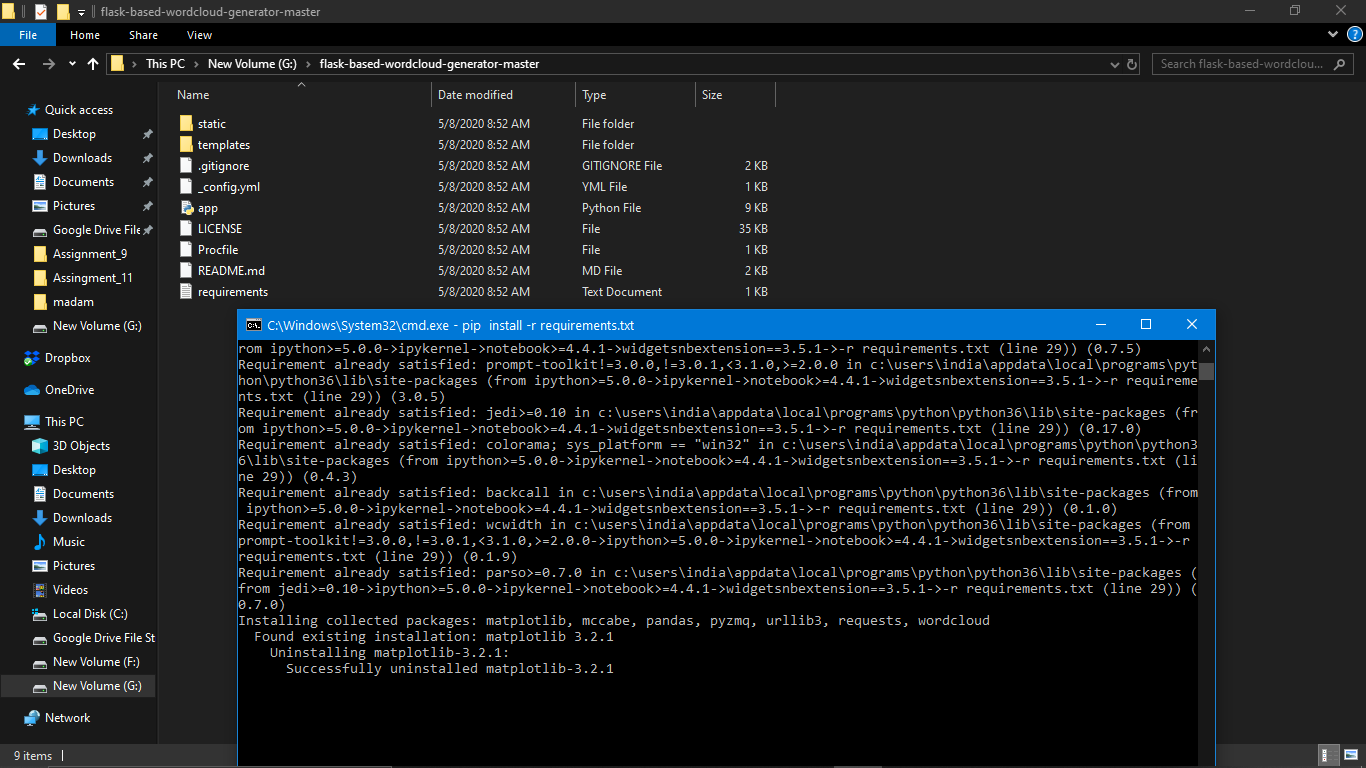 flask-based-wordcloud-generator-master
File Home Share View
This PC New Volume (G:) flask-based-wordcloud-generator-master
Search flask-based-wordclou...
Quick access
Desktop
Downloads
Documents
Pictures
Google Drive File
Assignment_9
Assingment_11
madam
New Volume (G:)
Dropbox
OneDrive
This PC
3D Objects
Desktop
Documents
Downloads
Music
Pictures
Videos
Local Disk (C:)
Google Drive File St
New Volume (F:)
New Volume (G:)
Network
Name Date modified Type Size
static 5/8/2020 8:52 AM File folder
templates 5/8/2020 8:52 AM File folder
.gitignore 5/8/2020 8:52 AM GITIGNORE File 2 KB
_config.yml 5/8/2020 8:52 AM YML File 1 KB
app 5/8/2020 8:52 AM Python File 9 KB
LICENSE 5/8/2020 8:52 AM File 35 KB
Procfile 5/8/2020 8:52 AM File 1 KB
README.md 5/8/2020 8:52 AM MD File 2 KB
requirements 5/8/2020 8:52 AM Text Document 1 KB
C:\Windows\System32\cmd.exe - pip install -r requirements.txt
rom ipython>=5.0.0->ipykernel->notebook>=4.4.1->widgetsnbextension==3.5.1->-r requirements.txt (line 29)) (0.7.5)
Requirement already satisfied: prompt-toolkit!=3.0.0,!=3.0.1,<3.1.0,>=2.0.0 in c:\users\india\appdata\local\programs\pyt
hon\python36\lib\site-packages (from ipython>=5.0.0->ipykernel->notebook>=4.4.1->widgetsnbextension==3.5.1->-r requireme
nts.txt (line 29)) (3.0.5)
Requirement already satisfied: jedi>=0.10 in c:\users\india\appdata\local\programs\python\python36\lib\site-packages (fr
om ipython>=5.0.0->ipykernel->notebook>=4.4.1->widgetsnbextension==3.5.1->-r requirements.txt (line 29)) (0.17.0)
Requirement already satisfied: colorama; sys_platform == "win32" in c:\users\india\appdata\local\programs\python\python3
6\lib\site-packages (from ipython>=5.0.0->ipykernel->notebook>=4.4.1->widgetsnbextension==3.5.1->-r requirements.txt (li
ne 29)) (0.4.3)
Requirement already satisfied: backcall in c:\users\india\appdata\local\programs\python\python36\lib\site-packages (from
 ipython>=5.0.0->ipykernel->notebook>=4.4.1->widgetsnbextension==3.5.1->-r requirements.txt (line 29)) (0.1.0)
Requirement already satisfied: wcwidth in c:\users\india\appdata\local\programs\python\python36\lib\site-packages (from
prompt-toolkit!=3.0.0,!=3.0.1,<3.1.0,>=2.0.0->ipython>=5.0.0->ipykernel->notebook>=4.4.1->widgetsnbextension==3.5.1->-r
requirements.txt (line 29)) (0.1.9)
Requirement already satisfied: parso>=0.7.0 in c:\users\india\appdata\local\programs\python\python36\lib\site-packages (
from jedi>=0.10->ipython>=5.0.0->ipykernel->notebook>=4.4.1->widgetsnbextension==3.5.1->-r requirements.txt (line 29)) (
0.7.0)
Installing collected packages: matplotlib, mccabe, pandas, pyzmq, urllib3, requests, wordcloud
  Found existing installation: matplotlib 3.2.1
    Uninstalling matplotlib-3.2.1:
      Successfully uninstalled matplotlib-3.2.1
9 items